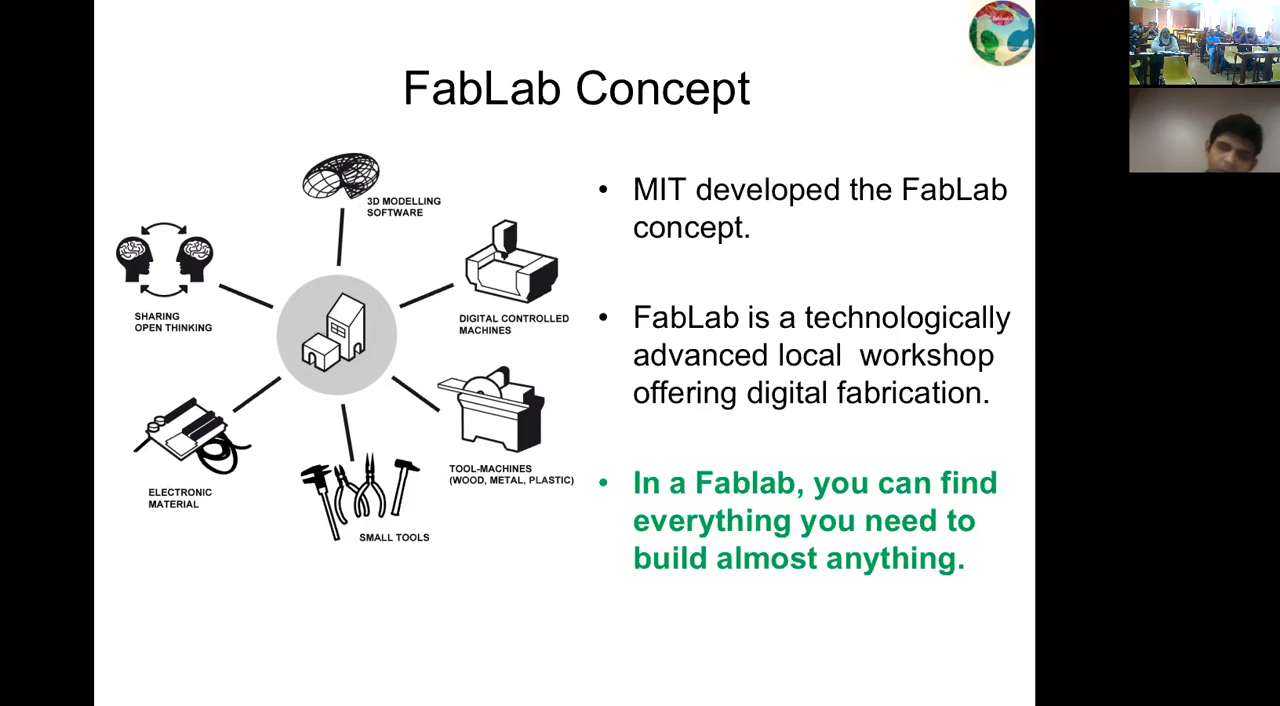 FabLab Concept
3D MODELLING
SOFTWARE
SHARING
OPEN THINKING
DIGITAL CONTROLLED
MACHINES
TOOL-MACHINES
(WOOD, METAL, PLASTIC)
ELECTRONIC
MATERIAL
SMALL TOOLS
• MIT developed the FabLab
concept.
• FabLab is a technologically
advanced local workshop
offering digital fabrication.
• In a Fablab, you can find
everything you need to
build almost anything.